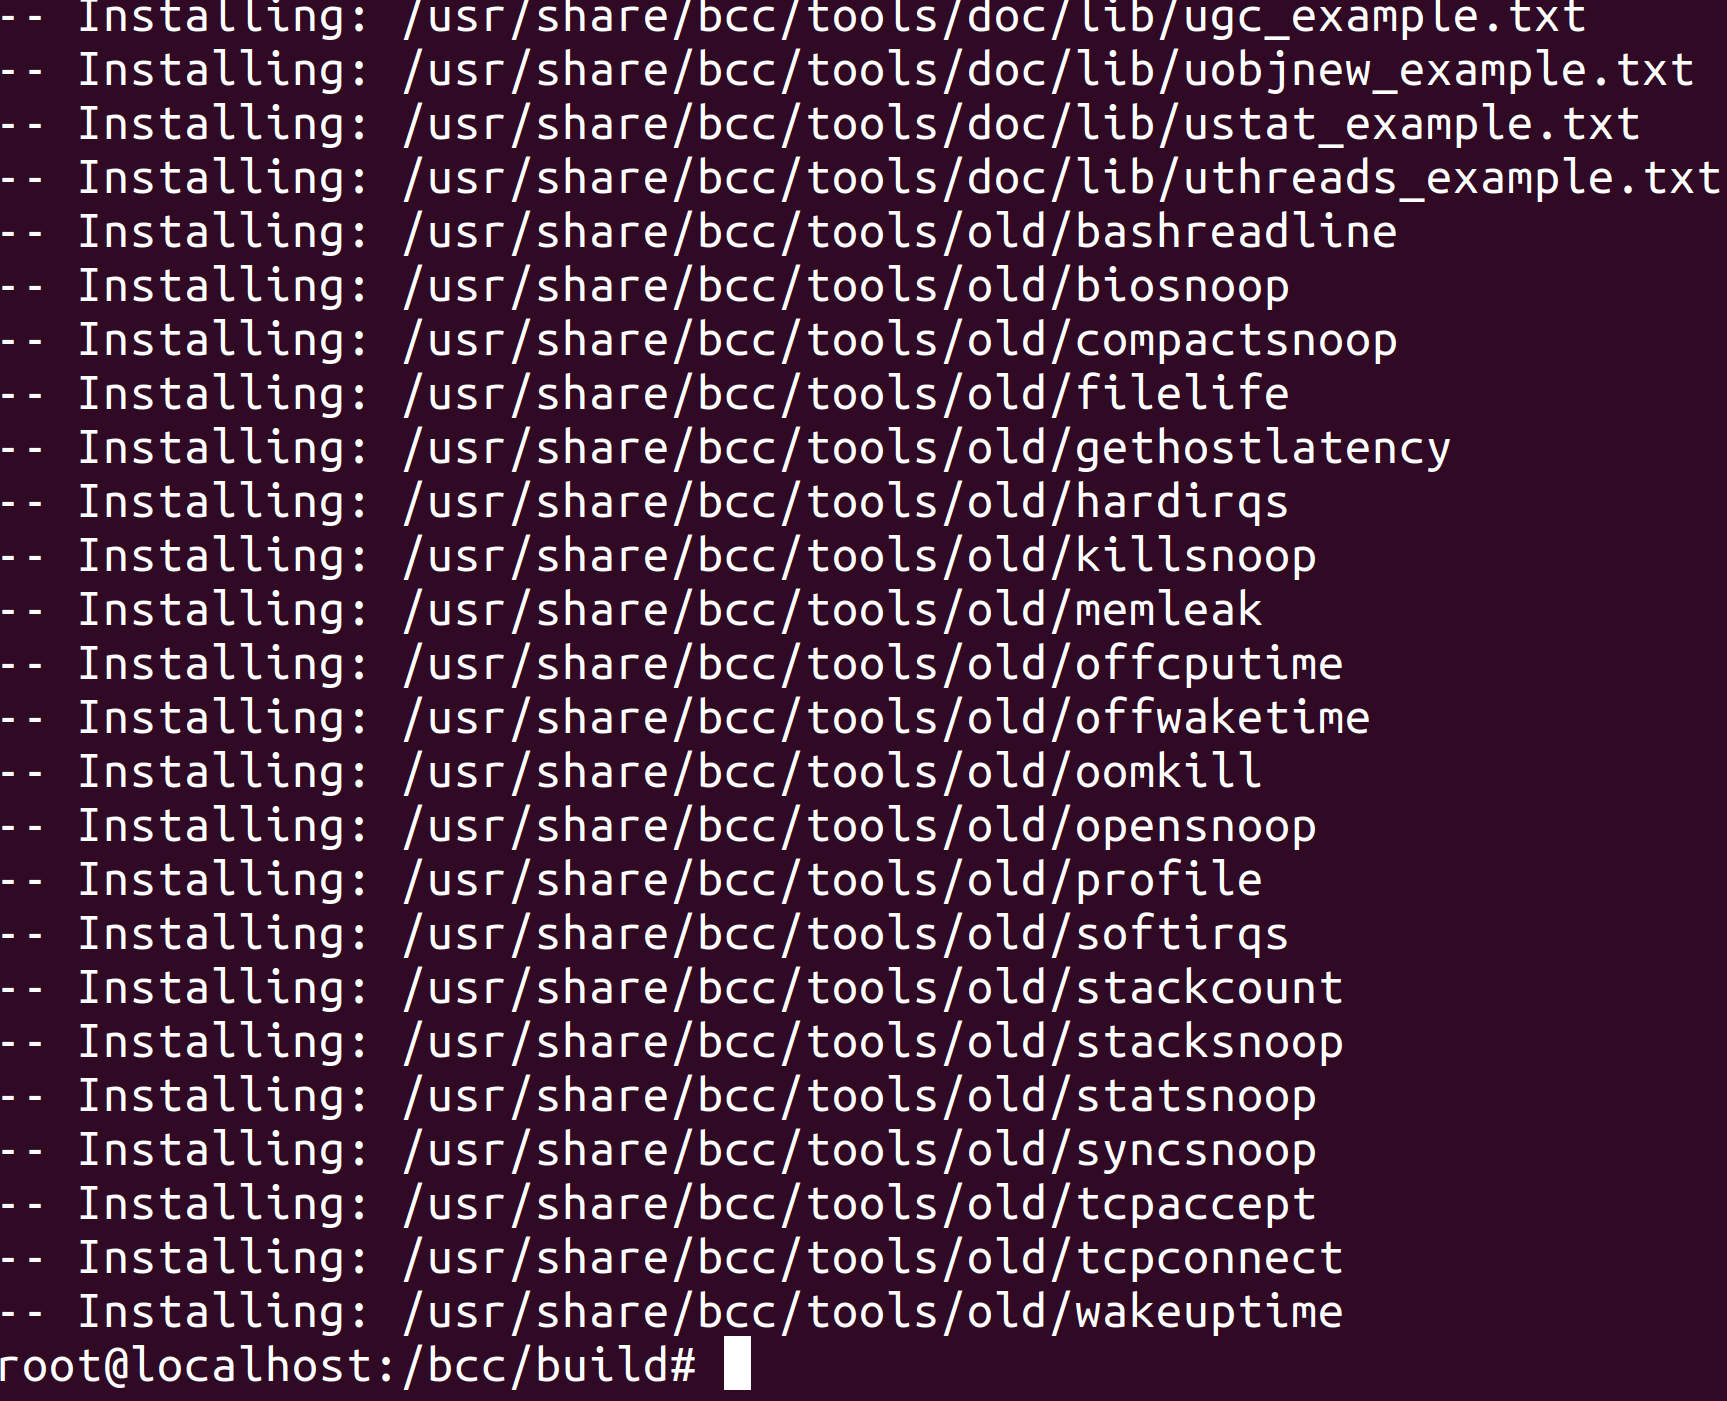 -- Installing: /usr/share/bcc/tools/doc/lib/ugc_example.txt
-- Installing: /usr/share/bcc/tools/doc/lib/uobjnew_example.txt
-- Installing: /usr/share/bcc/tools/doc/lib/ustat_example.txt
-- Installing: /usr/share/bcc/tools/doc/lib/uthreads_example.txt
-- Installing: /usr/share/bcc/tools/old/bashreadline
-- Installing: /usr/share/bcc/tools/old/biosnoop
-- Installing: /usr/share/bcc/tools/old/compactsnoop
-- Installing: /usr/share/bcc/tools/old/filelife
-- Installing: /usr/share/bcc/tools/old/gethostlatency
-- Installing: /usr/share/bcc/tools/old/hardirqs
-- Installing: /usr/share/bcc/tools/old/killsnoop
-- Installing: /usr/share/bcc/tools/old/memleak
-- Installing: /usr/share/bcc/tools/old/offcputime
-- Installing: /usr/share/bcc/tools/old/offwaketime
-- Installing: /usr/share/bcc/tools/old/oomkill
-- Installing: /usr/share/bcc/tools/old/opensnoop
-- Installing: /usr/share/bcc/tools/old/profile
-- Installing: /usr/share/bcc/tools/old/softirqs
-- Installing: /usr/share/bcc/tools/old/stackcount
-- Installing: /usr/share/bcc/tools/old/stacksnoop
-- Installing: /usr/share/bcc/tools/old/statsnoop
-- Installing: /usr/share/bcc/tools/old/syncsnoop
-- Installing: /usr/share/bcc/tools/old/tcpaccept
-- Installing: /usr/share/bcc/tools/old/tcpconnect
-- Installing: /usr/share/bcc/tools/old/wakeuptime
root@localhost:/bcc/build#